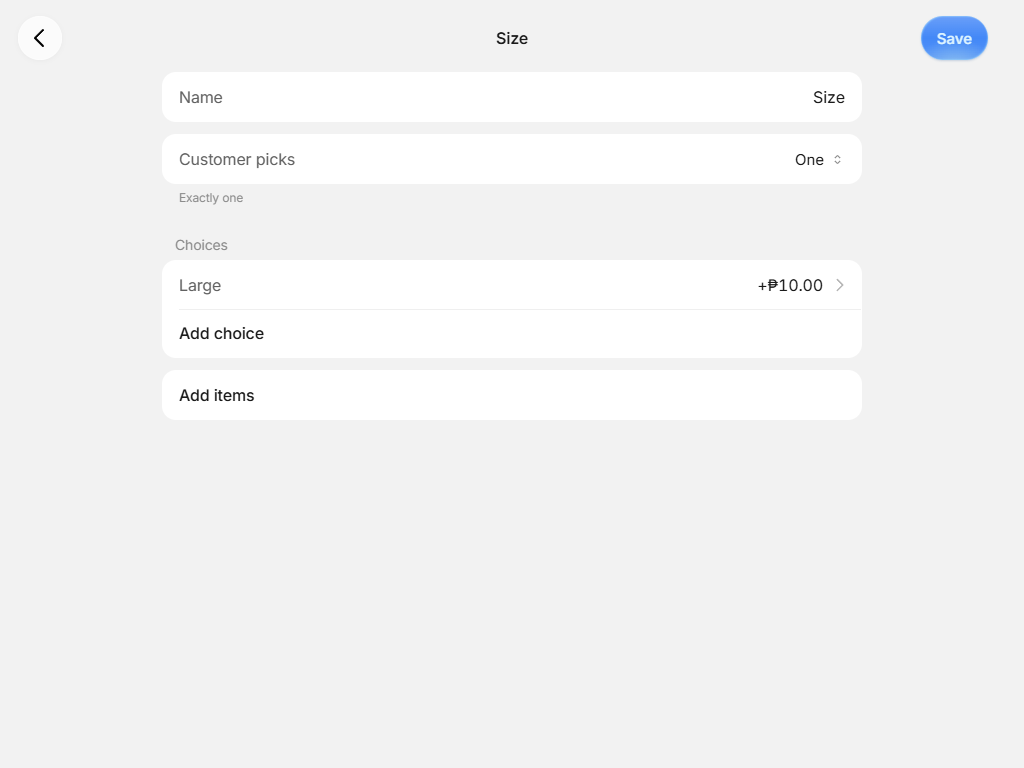 Size
Save
Name Size
Customer picks One
Exactly one
Choices
Large +₱10.00
Add choice
Add items